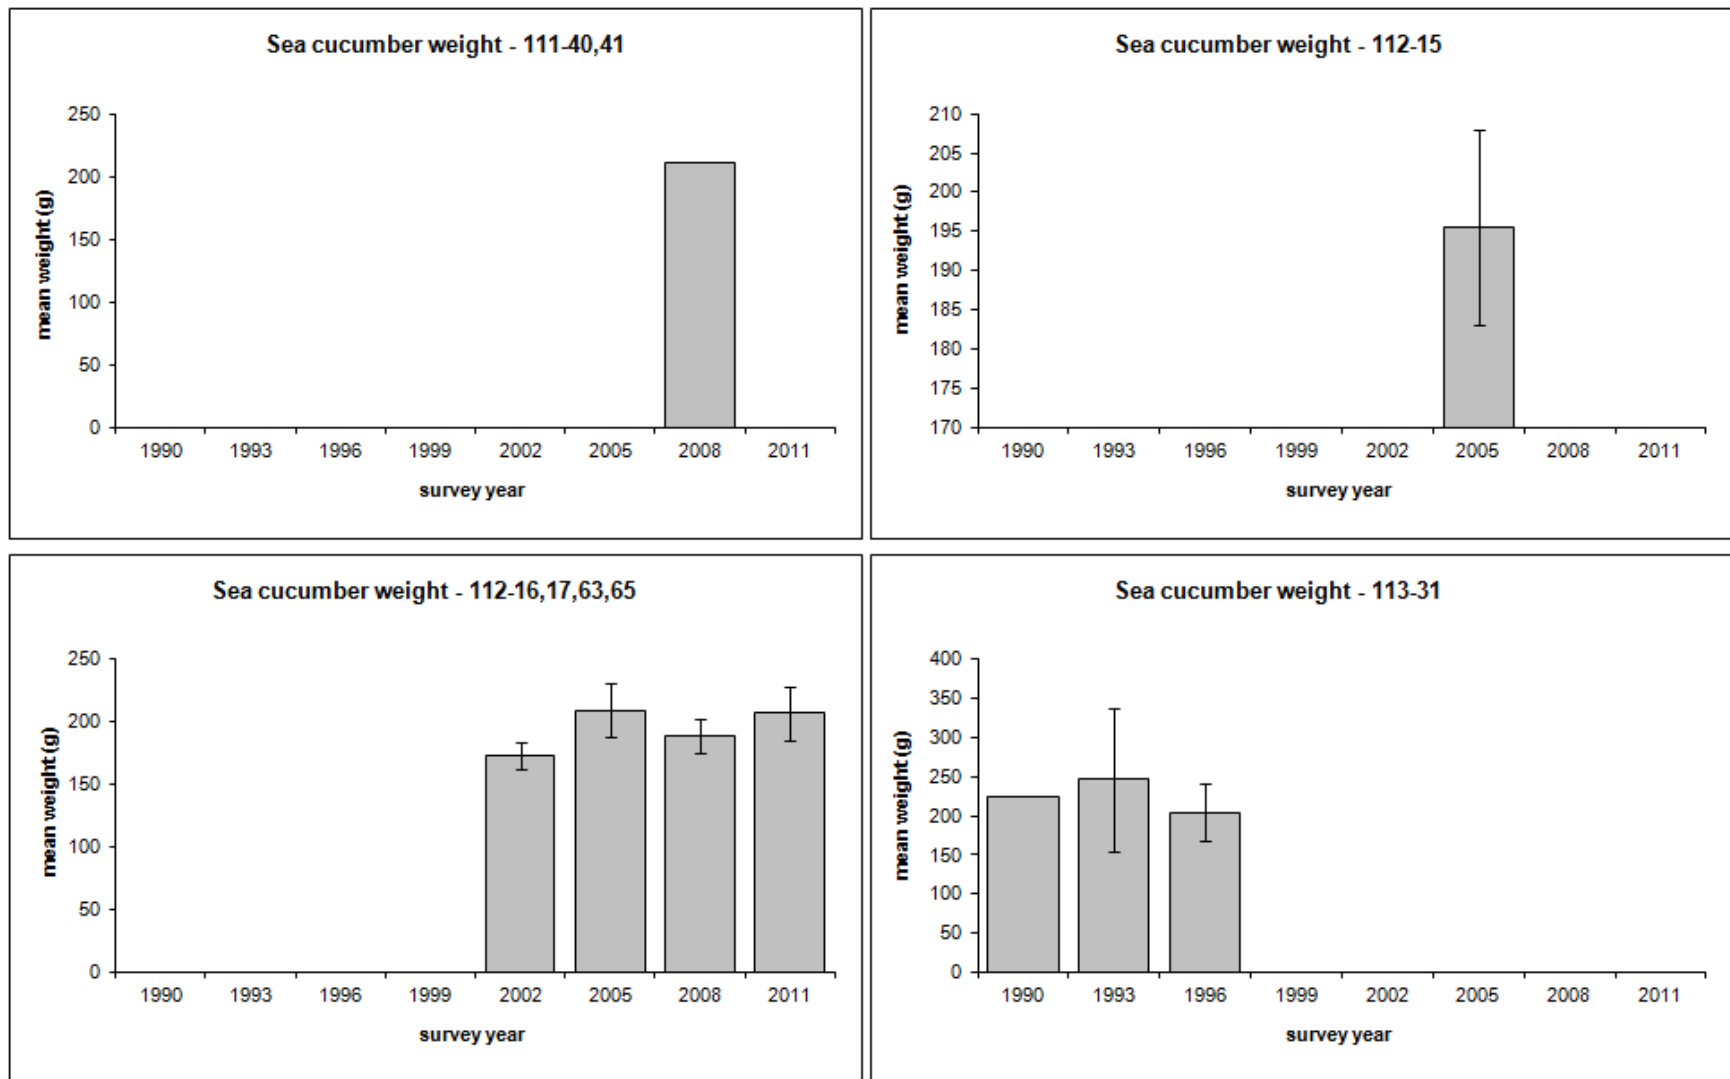 Sea cucumber weight - 111-40,41
mean weight (g)
250
200
150
100
50
0
1990 1993 1996 1999 2002 2005 2008 2011
survey year
Sea cucumber weight - 112-15
mean weight (g)
210
205
200
195
190
185
180
175
170
1990 1993 1996 1999 2002 2005 2008 2011
survey year
Sea cucumber weight - 112-16,17,63,65
mean weight (g)
250
200
150
100
50
0
1990 1993 1996 1999 2002 2005 2008 2011
survey year
Sea cucumber weight - 113-31
mean weight (g)
400
350
300
250
200
150
100
50
0
1990 1993 1996 1999 2002 2005 2008 2011
survey year